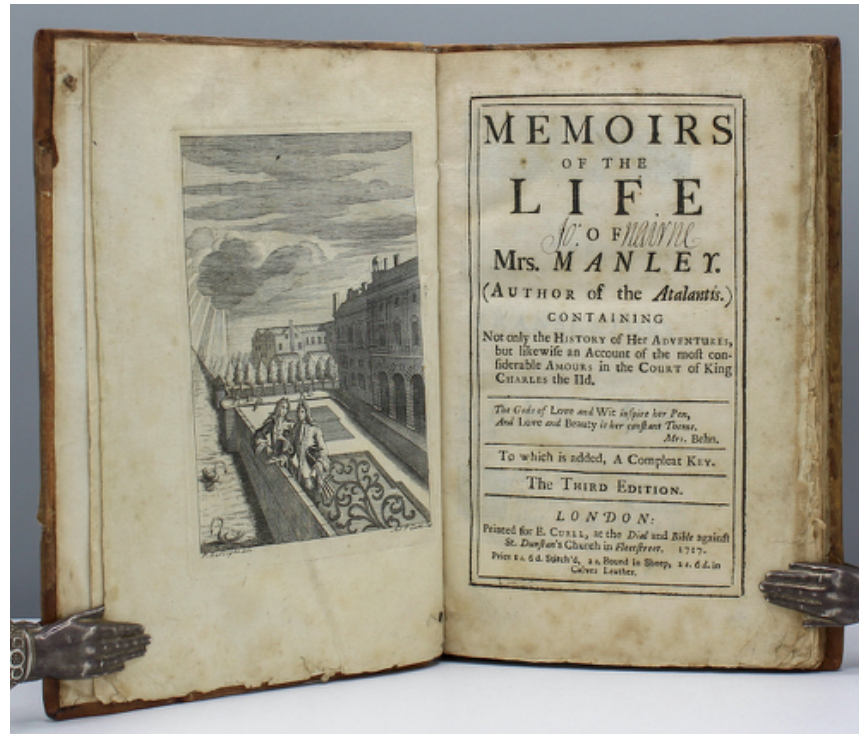 MEMOIRS
OF THE
LIFE
OF
Jo: nairne
Mrs. MANLEY.
(AUTHOR of the Atalantis.)
CONTAINING
Not only the HISTORY of Her ADVENTURES,
but likewise an Account of the most con-
siderable AMOURS in the COURT of King
CHARLES the IId.
The Gods of Love and Wit inspire her Pen,
And Love and Beauty is her constant Theme.
Mrs. Behn.
To which is added, A Compleat KEY.
The THIRD EDITION.
LONDON:
Printed for E. CURLL, at the Dial and Bible against
St. Dunstan's Church in Fleetstreet. 1717.
Price 1 s. 6 d. Stitch'd, 2 s. Bound in Sheep, 2 s. 6 d. in
Calves Leather.